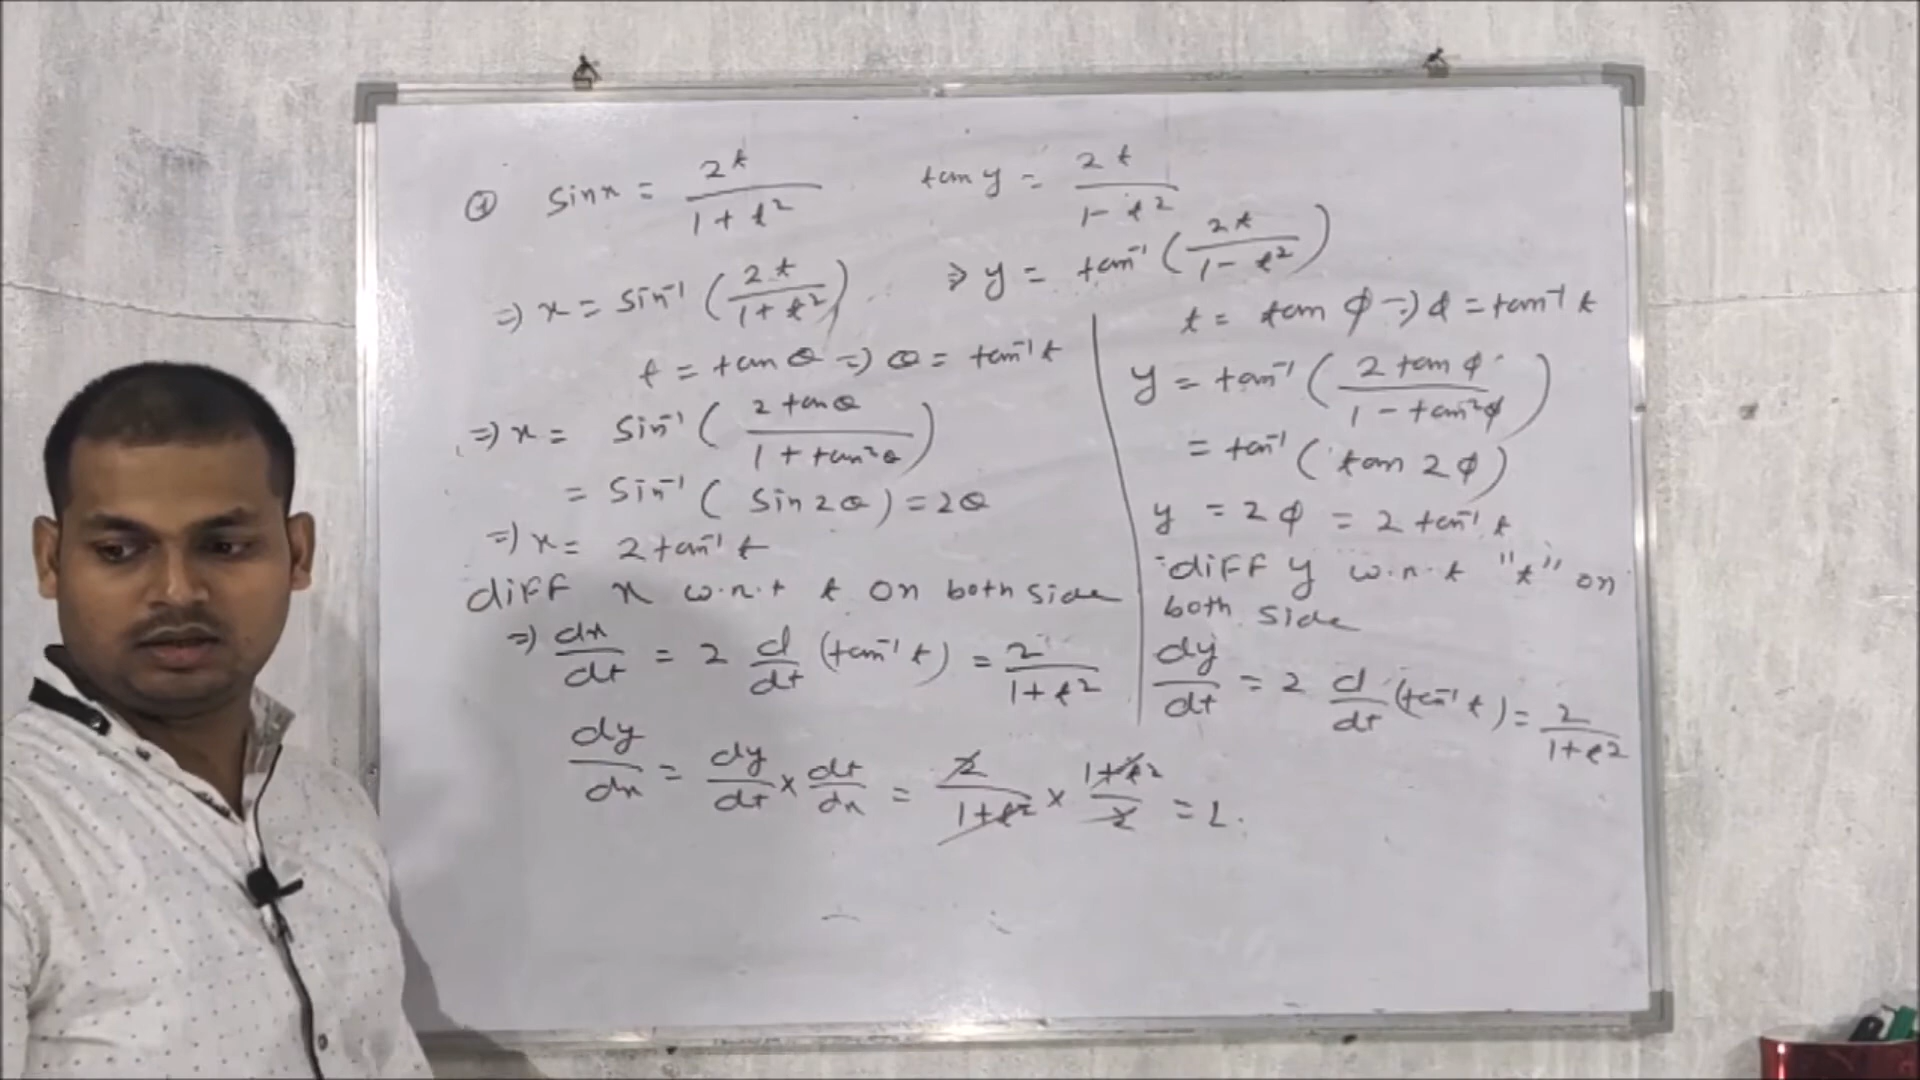 ① sin x = 2t / (1 + t²)    tan y = 2t / (1 - t²)
⇒ x = sin⁻¹ (2t / (1 + t²))
t = tan θ ⇒ θ = tan⁻¹ t
⇒ x = sin⁻¹ (2 tan θ / (1 + tan² θ))
= sin⁻¹ (sin 2θ) = 2θ
⇒ x = 2 tan⁻¹ t
diff x w.r.t t on both side
⇒ dx/dt = 2 d/dt (tan⁻¹ t) = 2 / (1 + t²)
⇒ y = tan⁻¹ (2t / (1 - t²))
t = tan φ ⇒ φ = tan⁻¹ t
y = tan⁻¹ (2 tan φ / (1 - tan² φ))
= tan⁻¹ (tan 2φ)
y = 2φ = 2 tan⁻¹ t
diff y w.r.t "t" on
both side
dy/dt = 2 d/dt (tan⁻¹ t) = 2 / (1 + t²)
dy/dx = dy/dt × dt/dx = 2 / (1 + t²) × (1 + t²) / 2 = 1.